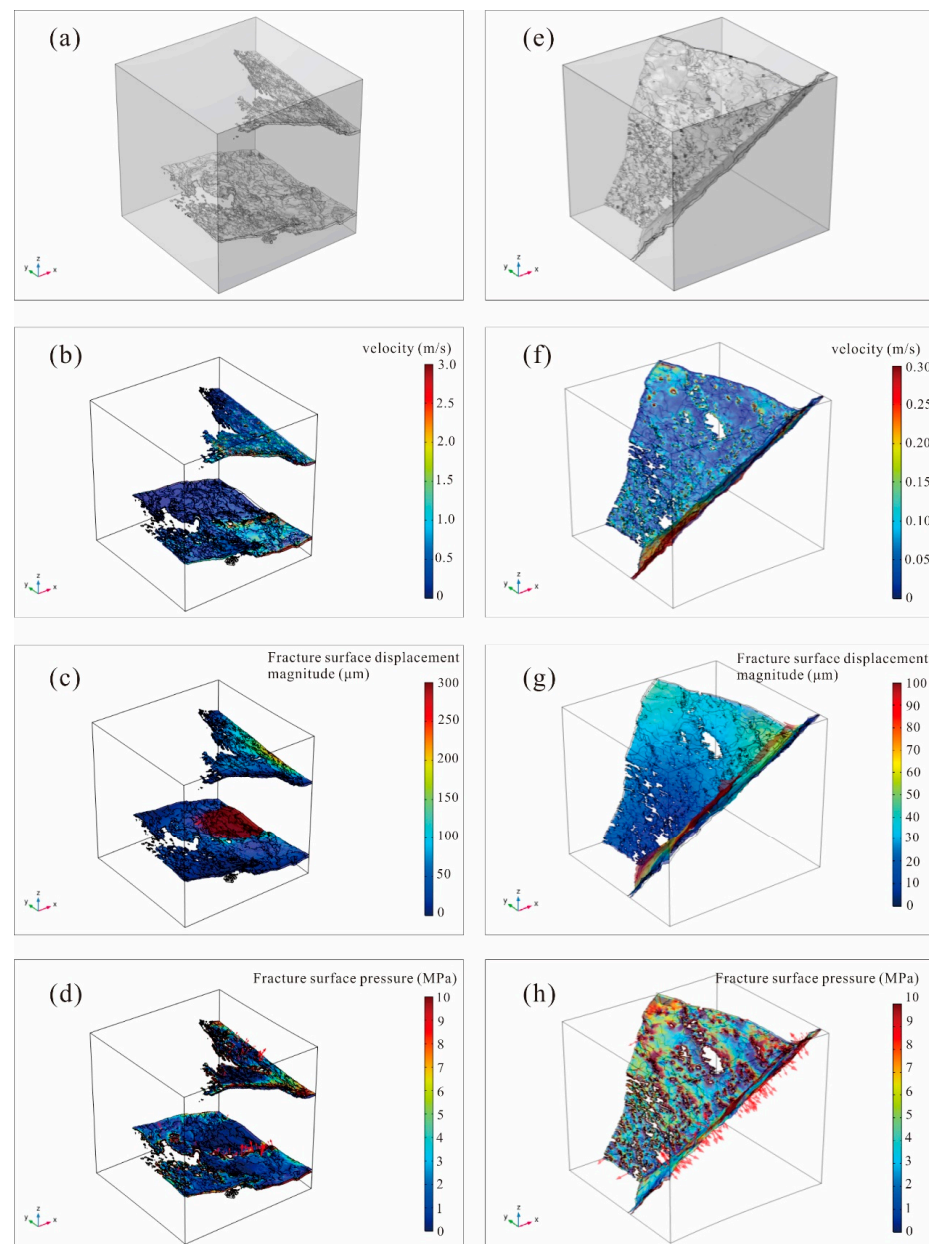 (a)
z
y
x
(e)
z
y
x
(b)
velocity (m/s)
3.0
2.5
2.0
1.5
1.0
0.5
0
z
y
x
(f)
velocity (m/s)
0.30
0.25
0.20
0.15
0.10
0.05
0
z
y
x
(c)
Fracture surface displacement
magnitude (μm)
300
250
200
150
100
50
0
z
y
x
(g)
Fracture surface displacement
magnitude (μm)
100
90
80
70
60
50
40
30
20
10
0
z
y
x
(d)
Fracture surface pressure (MPa)
10
9
8
7
6
5
4
3
2
1
0
z
y
x
(h)
Fracture surface pressure (MPa)
10
9
8
7
6
5
4
3
2
1
0
z
y
x